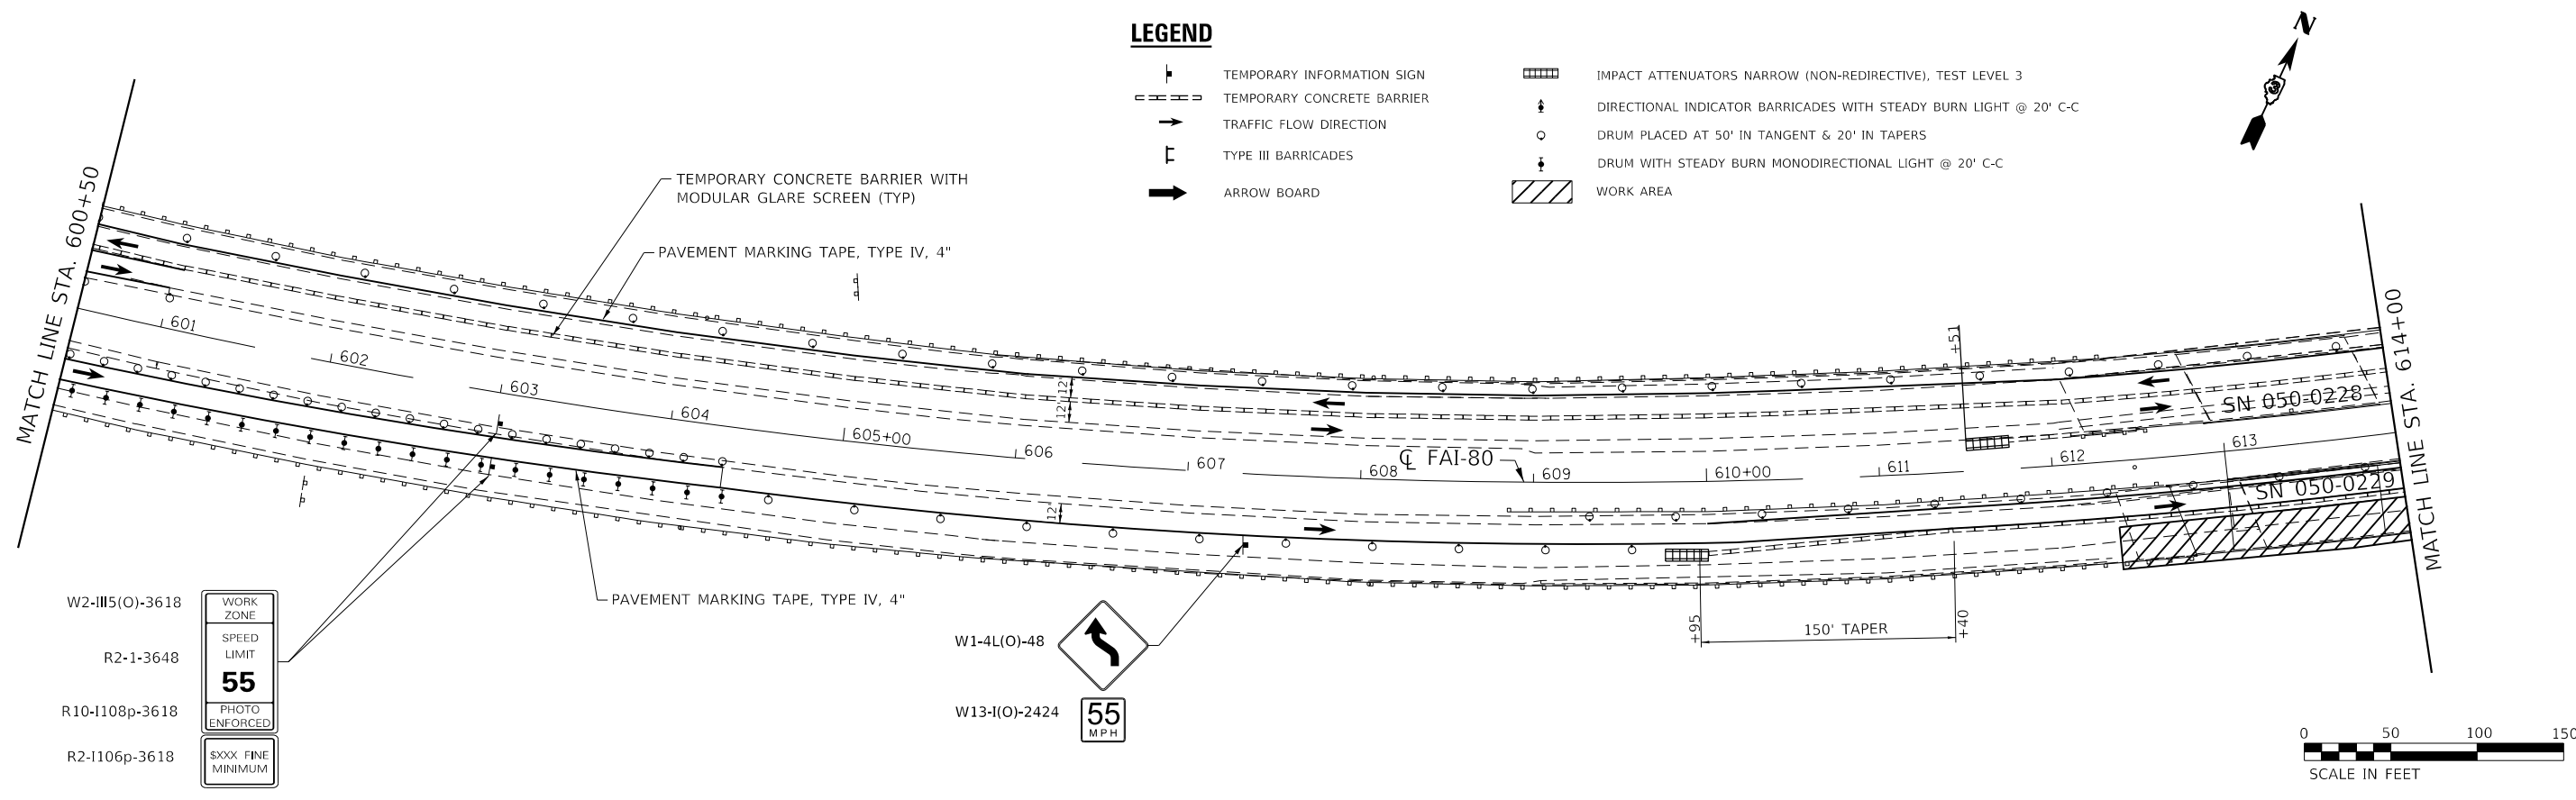 LEGEND
TEMPORARY INFORMATION SIGN
TEMPORARY CONCRETE BARRIER
TRAFFIC FLOW DIRECTION
TYPE III BARRICADES
ARROW BOARD
IMPACT ATTENUATORS NARROW (NON-REDIRECTIVE), TEST LEVEL 3
DIRECTIONAL INDICATOR BARRICADES WITH STEADY BURN LIGHT @ 20' C-C
DRUM PLACED AT 50' IN TANGENT & 20' IN TAPERS
DRUM WITH STEADY BURN MONODIRECTIONAL LIGHT @ 20' C-C
WORK AREA
N
3
MATCH LINE STA. 600+50
TEMPORARY CONCRETE BARRIER WITH
MODULAR GLARE SCREEN (TYP)
PAVEMENT MARKING TAPE, TYPE IV, 4"
601
602
603
604
605+00
606
607
608
609
610+00
611
612
613
12'
12'
12'
℄ FAI-80
+51
SN 050-0228
SN 050-0229
MATCH LINE STA. 614+00
PAVEMENT MARKING TAPE, TYPE IV, 4"
+95
150' TAPER
+40
W2-III5(O)-3618
WORK
ZONE
R2-1-3648
SPEED
LIMIT
55
R10-I108p-3618
PHOTO
ENFORCED
R2-I106p-3618
$XXX FINE
MINIMUM
W1-4L(O)-48
W13-I(O)-2424
55
MPH
0 50 100 150
SCALE IN FEET